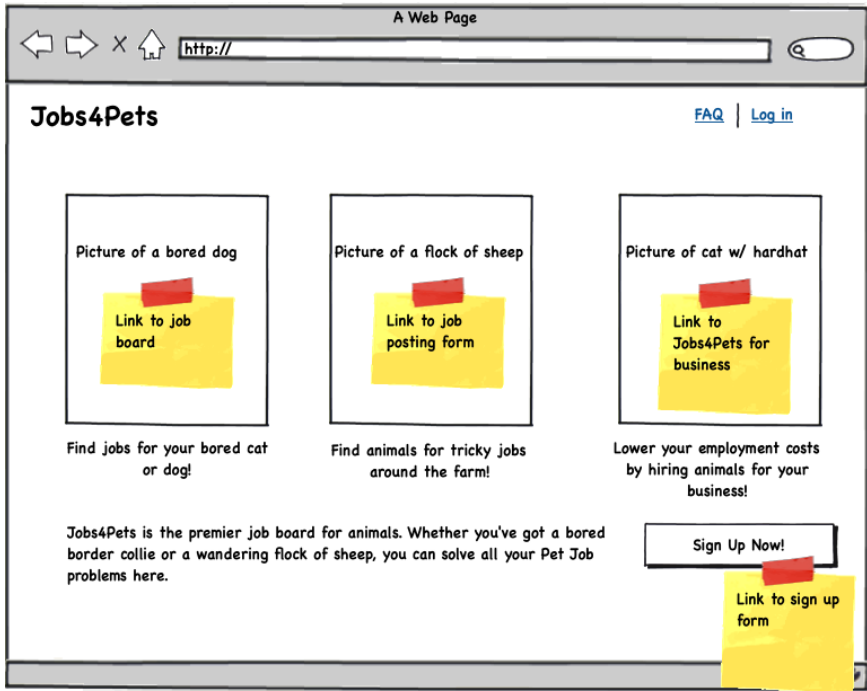 A Web Page
http://
Jobs4Pets
FAQ
Log in
Picture of a bored dog
Link to job
board
Find jobs for your bored cat
or dog!
Picture of a flock of sheep
Link to job
posting form
Find animals for tricky jobs
around the farm!
Picture of cat w/ hardhat
Link to
Jobs4Pets for
business
Lower your employment costs
by hiring animals for your
business!
Jobs4Pets is the premier job board for animals. Whether you've got a bored
border collie or a wandering flock of sheep, you can solve all your Pet Job
problems here.
Sign Up Now!
Link to sign up
form